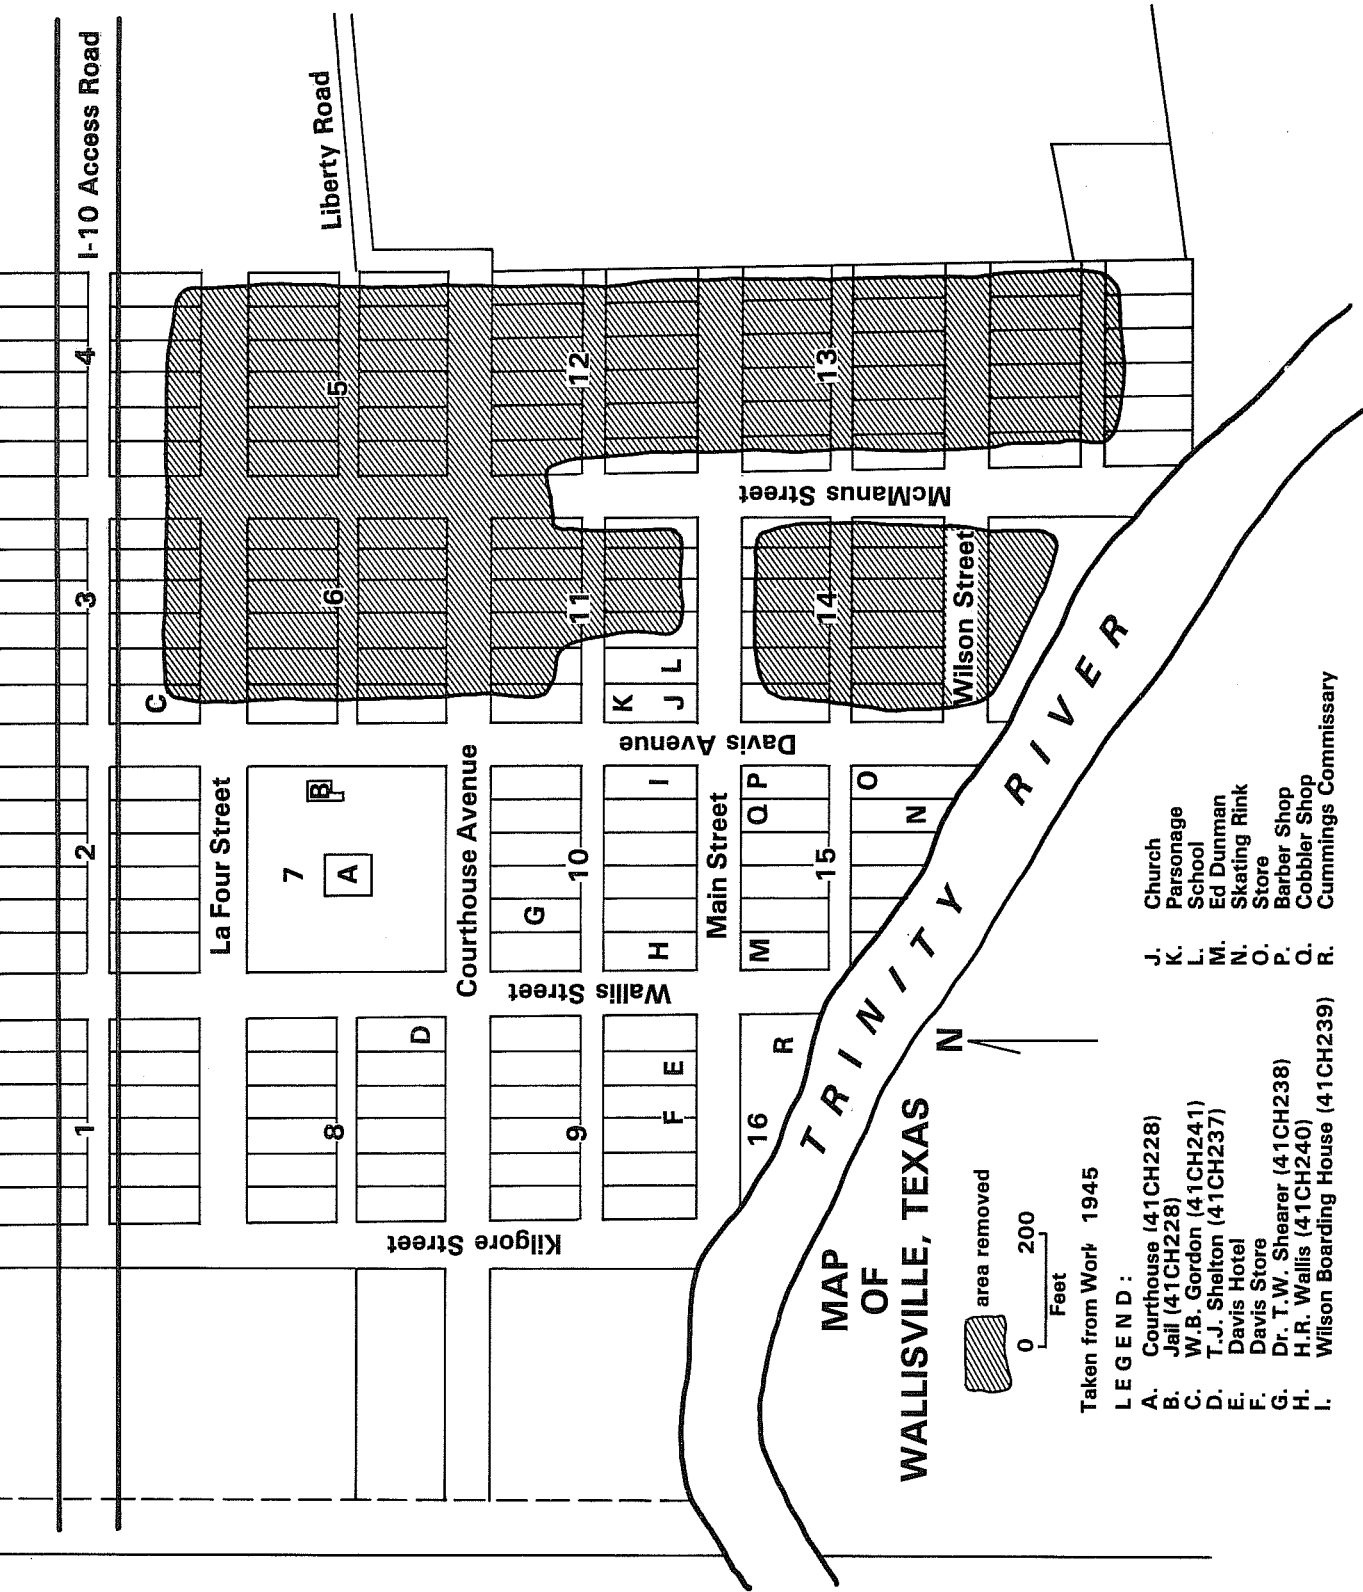 I-10 Access Road
Liberty Road
1
2
3
4
C
La Four Street
8
7
B
A
6
5
D
Courthouse Avenue
G
9
10
11
12
Kilgore Street
Wallis Street
Davis Avenue
McManus Street
F
E
H
I
K
J
L
Main Street
16
R
M
Q
P
15
14
13
N
O
Wilson Street
TRINITY RIVER
N
MAP
OF
WALLISVILLE, TEXAS
area removed
0 200
Feet
Taken from Work 1945
LEGEND:
A. Courthouse (41CH228)
B. Jail (41CH228)
C. W.B. Gordon (41CH241)
D. T.J. Shelton (41CH237)
E. Davis Hotel
F. Davis Store
G. Dr. T.W. Shearer (41CH238)
H. H.R. Wallis (41CH240)
I. Wilson Boarding House (41CH239)
J. Church
K. Parsonage
L. School
M. Ed Dunman
N. Skating Rink
O. Store
P. Barber Shop
Q. Cobbler Shop
R. Cummings Commissary